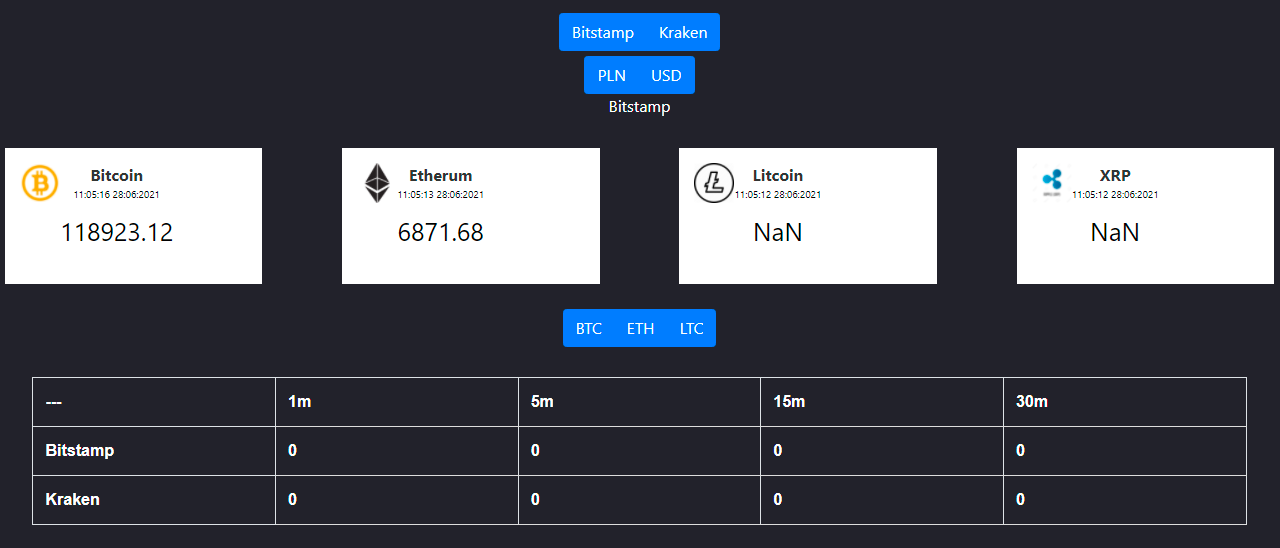 Bitstamp Kraken
PLN USD
Bitstamp
Bitcoin
11:05:16 28:06:2021
118923.12
Etherum
11:05:13 28:06:2021
6871.68
Litcoin
11:05:12 28:06:2021
NaN
XRP
11:05:12 28:06:2021
NaN
BTC ETH LTC
--- 1m 5m 15m 30m
Bitstamp 0 0 0 0
Kraken 0 0 0 0